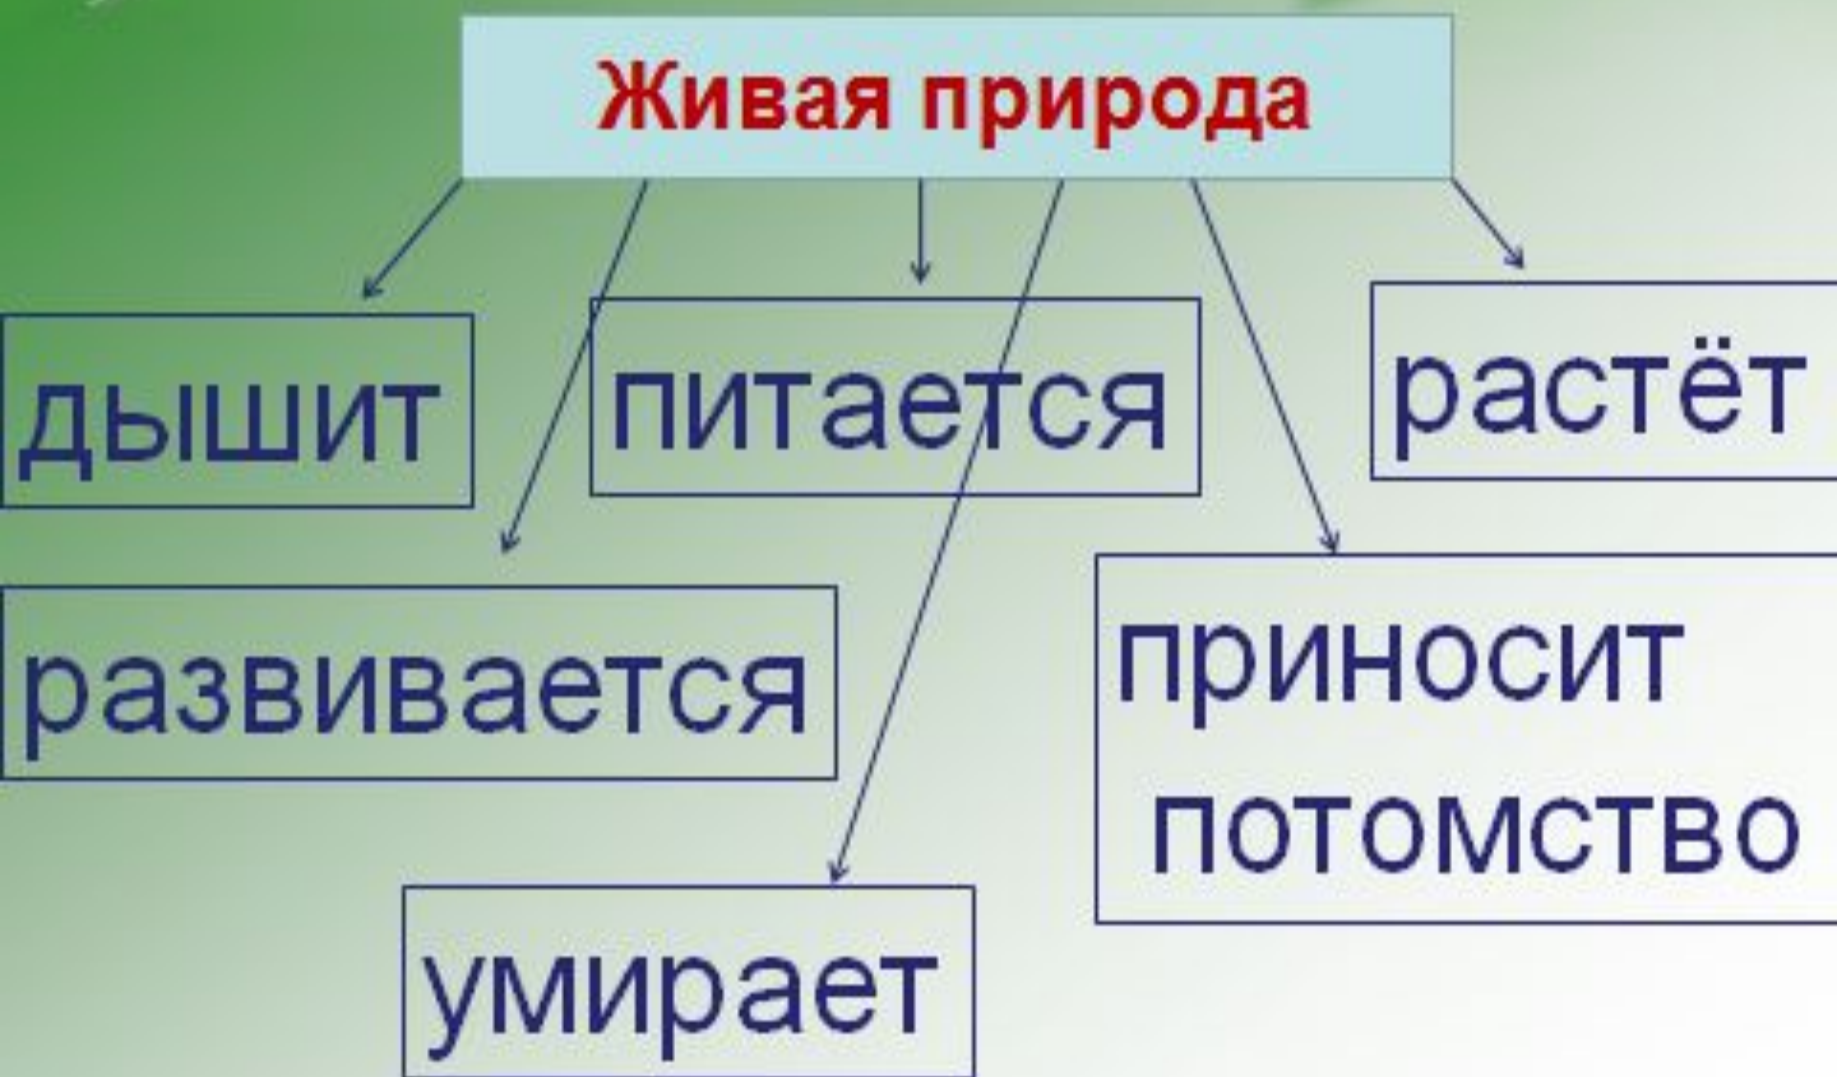 Живая природа
дышит
питается
растёт
развивается
приносит
потомство
умирает